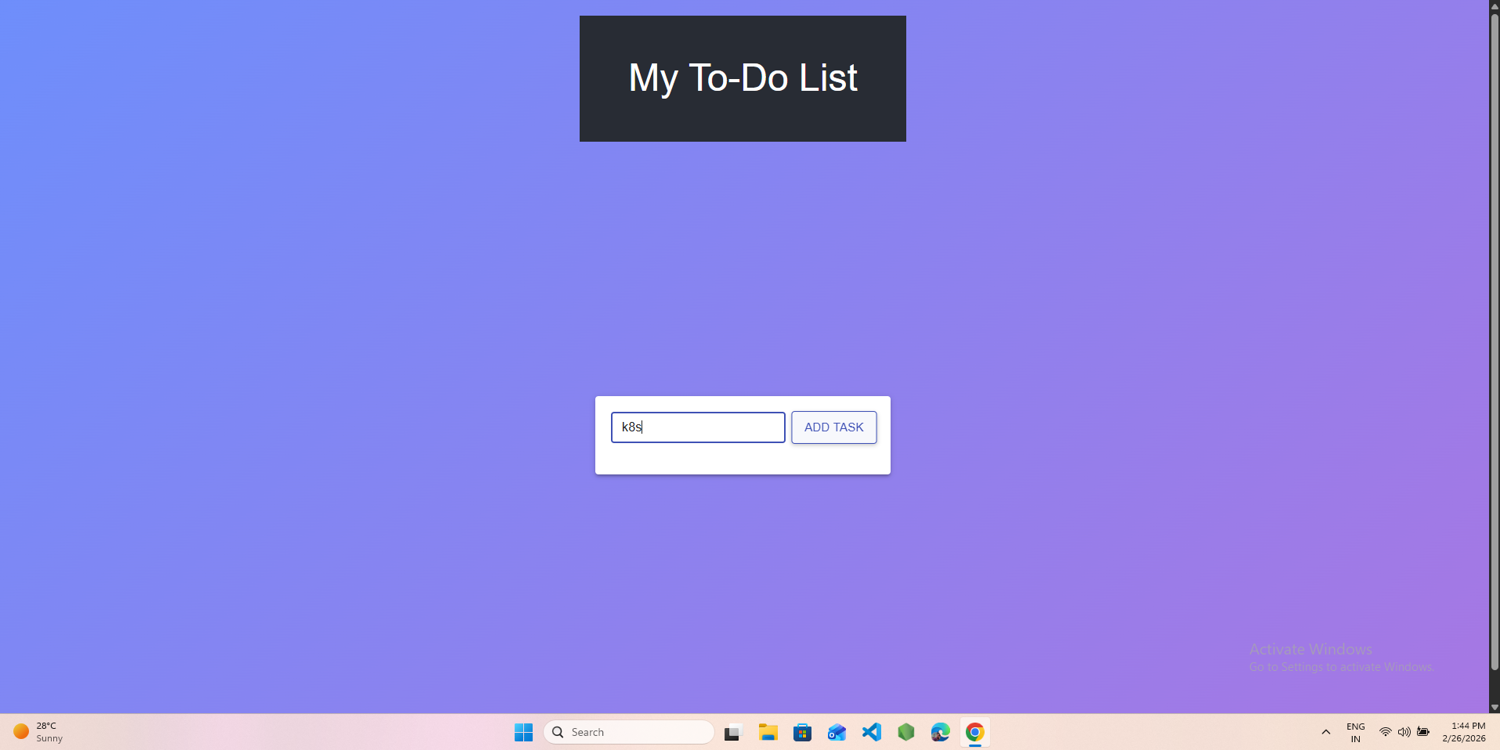 My To-Do List
k8s
ADD TASK
Activate Windows
Go to Settings to activate Windows.
28°C
Sunny
Search
ENG
IN
1:44 PM
2/26/2026